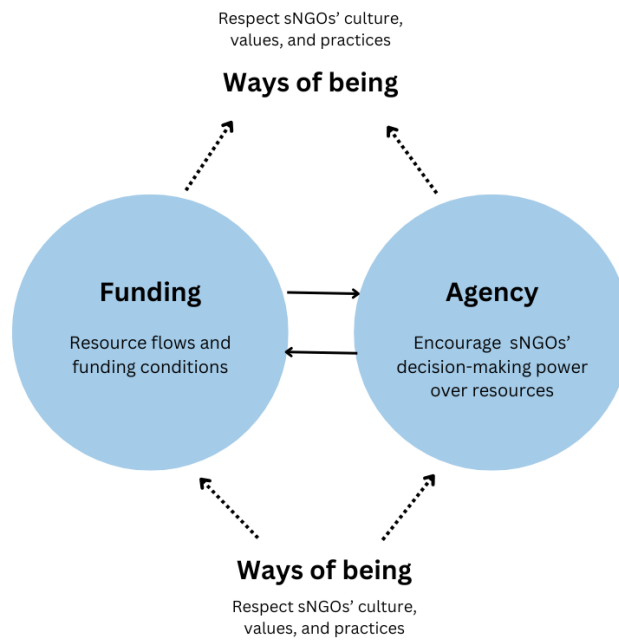 Respect sNGOs' culture,
values, and practices
Ways of being
Funding
Resource flows and
funding conditions
Agency
Encourage sNGOs'
decision-making power
over resources
Ways of being
Respect sNGOs' culture,
values, and practices